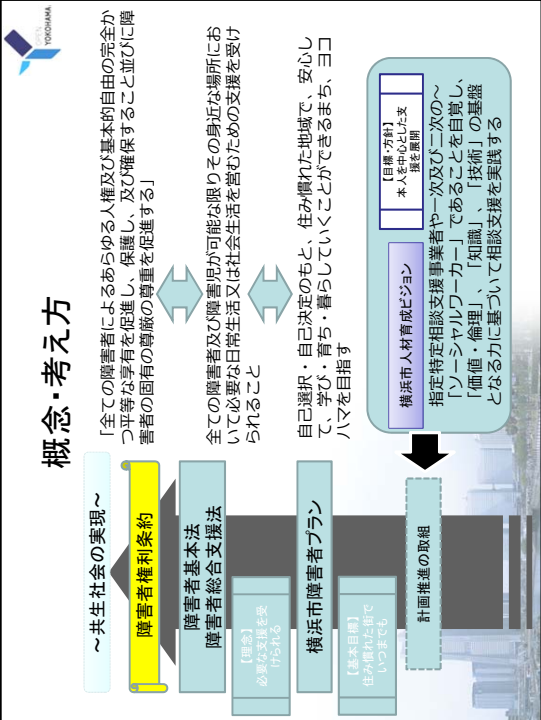 OPEN
YOKOHAMA
概念・考え方
～共生社会の実現～
障害者権利条約
「全ての障害者によるあらゆる人権及び基本的自由の完全か
つ平等な享有を促進し、保護し、及び確保すること並びに障
害者の固有の尊厳の尊重を促進する」
障害者基本法
障害者総合支援法
【理念】
必要な支援を受
けられる
全ての障害者及び障害児が可能な限りその身近な場所にお
いて必要な日常生活又は社会生活を営むための支援を受け
られること
横浜市障害者プラン
【基本目標】
住み慣れた街で
いつまでも
自己選択・自己決定のもと、住み慣れた地域で、安心し
て、学び・育ち・暮らしていくことができるまち、ヨコ
ハマを目指す
計画推進の取組
横浜市人材育成ビジョン
【目標・方針】
本人を中心とした支
援を展開
指定特定相談支援事業者や一次及び二次の～
「ソーシャルワーカー」であることを自覚し、
「価値・倫理」、「知識」、「技術」の基盤
となる力に基づいて相談支援を実践する